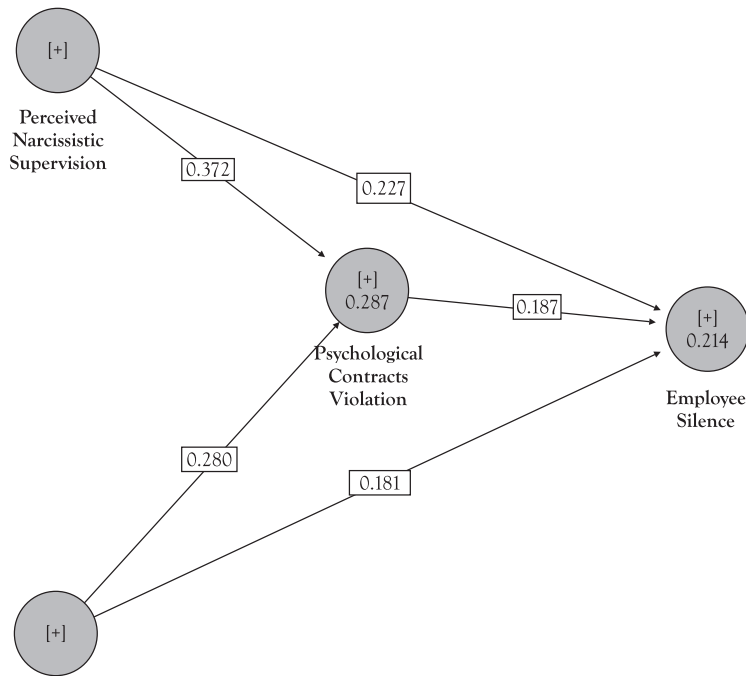 [+]
Perceived
Narcissistic
Supervision
0.372
0.227
[+]
0.287
0.187
[+]
0.214
Psychological
Contracts
Violation
Employee
Silence
0.280
0.181
[+]